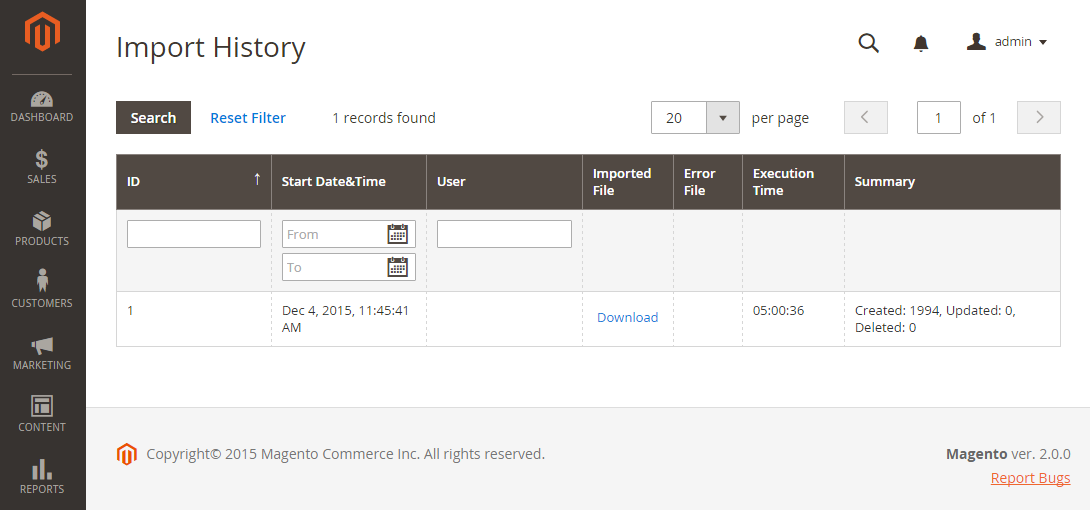 Import History
admin
DASHBOARD
SALES
PRODUCTS
CUSTOMERS
MARKETING
CONTENT
REPORTS
Search Reset Filter 1 records found 20 per page 1 of 1
ID Start Date&Time User Imported File Error File Execution Time Summary
From
To
1 Dec 4, 2015, 11:45:41 AM Download 05:00:36 Created: 1994, Updated: 0, Deleted: 0
Copyright© 2015 Magento Commerce Inc. All rights reserved.
Magento ver. 2.0.0
Report Bugs